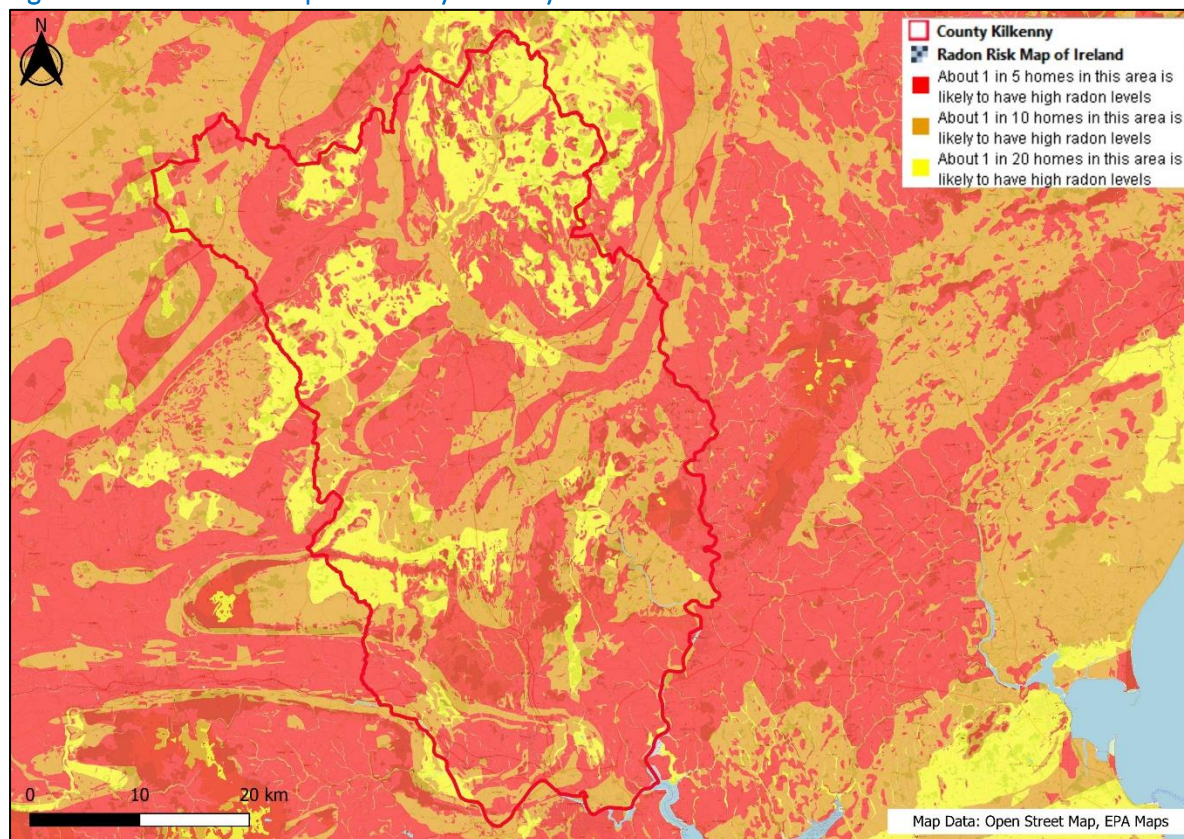 N
County Kilkenny
Radon Risk Map of Ireland
About 1 in 5 homes in this area is
likely to have high radon levels
About 1 in 10 homes in this area is
likely to have high radon levels
About 1 in 20 homes in this area is
likely to have high radon levels
0 10 20 km
Map Data: Open Street Map, EPA Maps